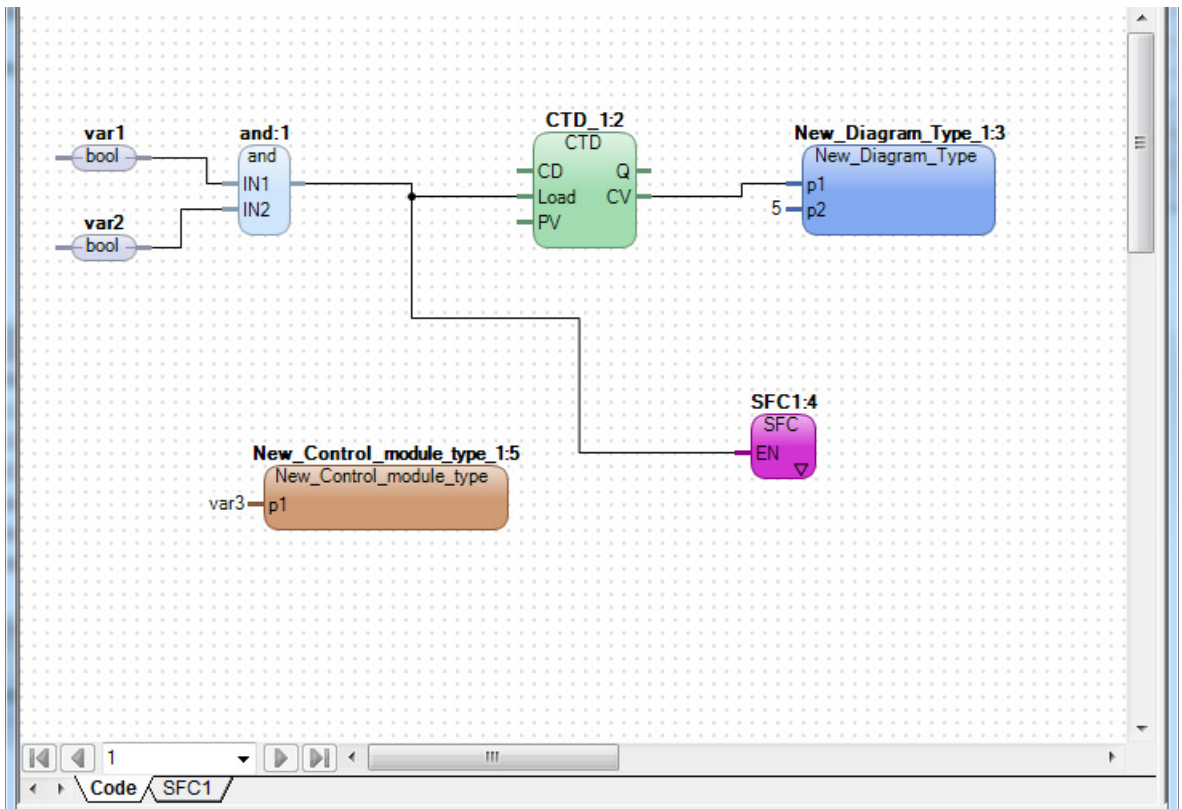 var1
bool
var2
bool
and:1
and
IN1
IN2
CTD_1:2
CTD
CD Q
Load CV
PV
New_Diagram_Type_1:3
New_Diagram_Type
p1
5 p2
SFC1:4
SFC
EN
New_Control_module_type_1:5
New_Control_module_type
var3 p1
1
Code SFC1